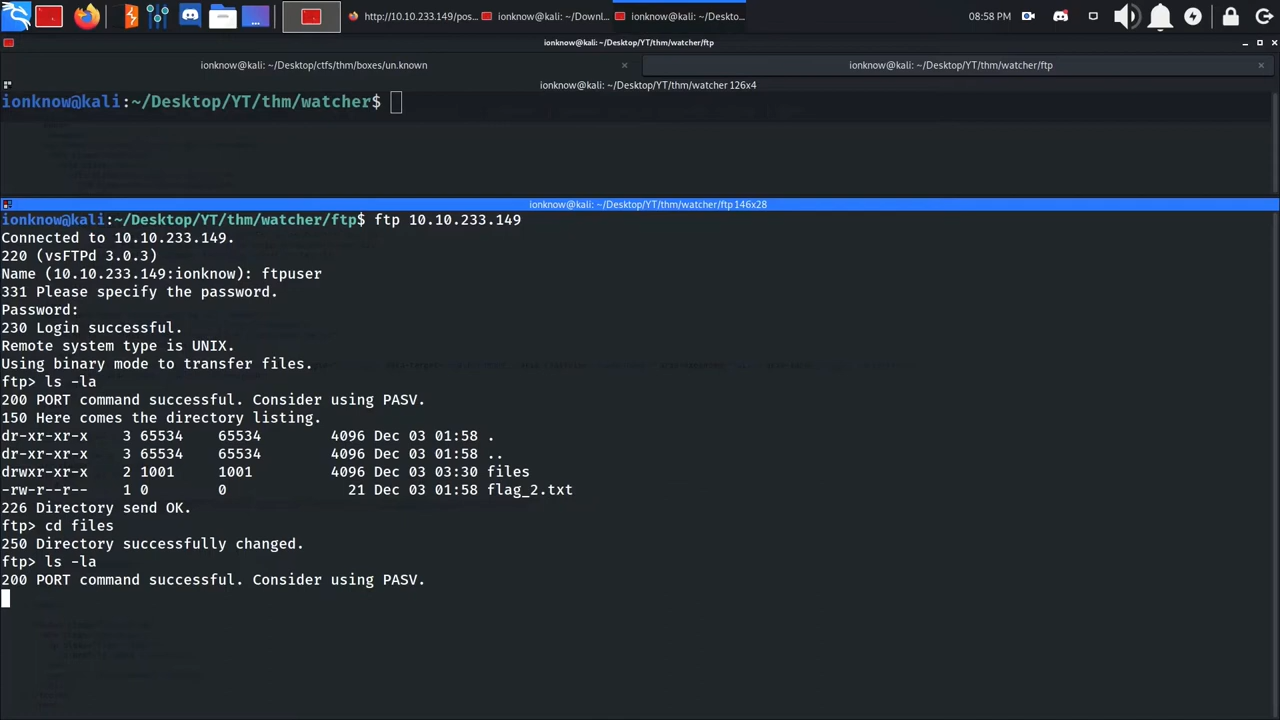 http://10.10.233.149/pos... ionknow@kali: ~/Downl... ionknow@kali: ~/Deskto... 08:58 PM
ionknow@kali: ~/Desktop/YT/thm/watcher/ftp
ionknow@kali: ~/Desktop/ctfs/thm/boxes/un.known × ionknow@kali: ~/Desktop/YT/thm/watcher/ftp ×
ionknow@kali: ~/Desktop/YT/thm/watcher 126x4
ionknow@kali:~/Desktop/YT/thm/watcher$
ionknow@kali: ~/Desktop/YT/thm/watcher/ftp 146x28
ionknow@kali:~/Desktop/YT/thm/watcher/ftp$ ftp 10.10.233.149
Connected to 10.10.233.149.
220 (vsFTPd 3.0.3)
Name (10.10.233.149:ionknow): ftpuser
331 Please specify the password.
Password:
230 Login successful.
Remote system type is UNIX.
Using binary mode to transfer files.
ftp> ls -la
200 PORT command successful. Consider using PASV.
150 Here comes the directory listing.
dr-xr-xr-x    3 65534    65534        4096 Dec 03 01:58 .
dr-xr-xr-x    3 65534    65534        4096 Dec 03 01:58 ..
drwxr-xr-x    2 1001     1001         4096 Dec 03 03:30 files
-rw-r--r--    1 0        0              21 Dec 03 01:58 flag_2.txt
226 Directory send OK.
ftp> cd files
250 Directory successfully changed.
ftp> ls -la
200 PORT command successful. Consider using PASV.